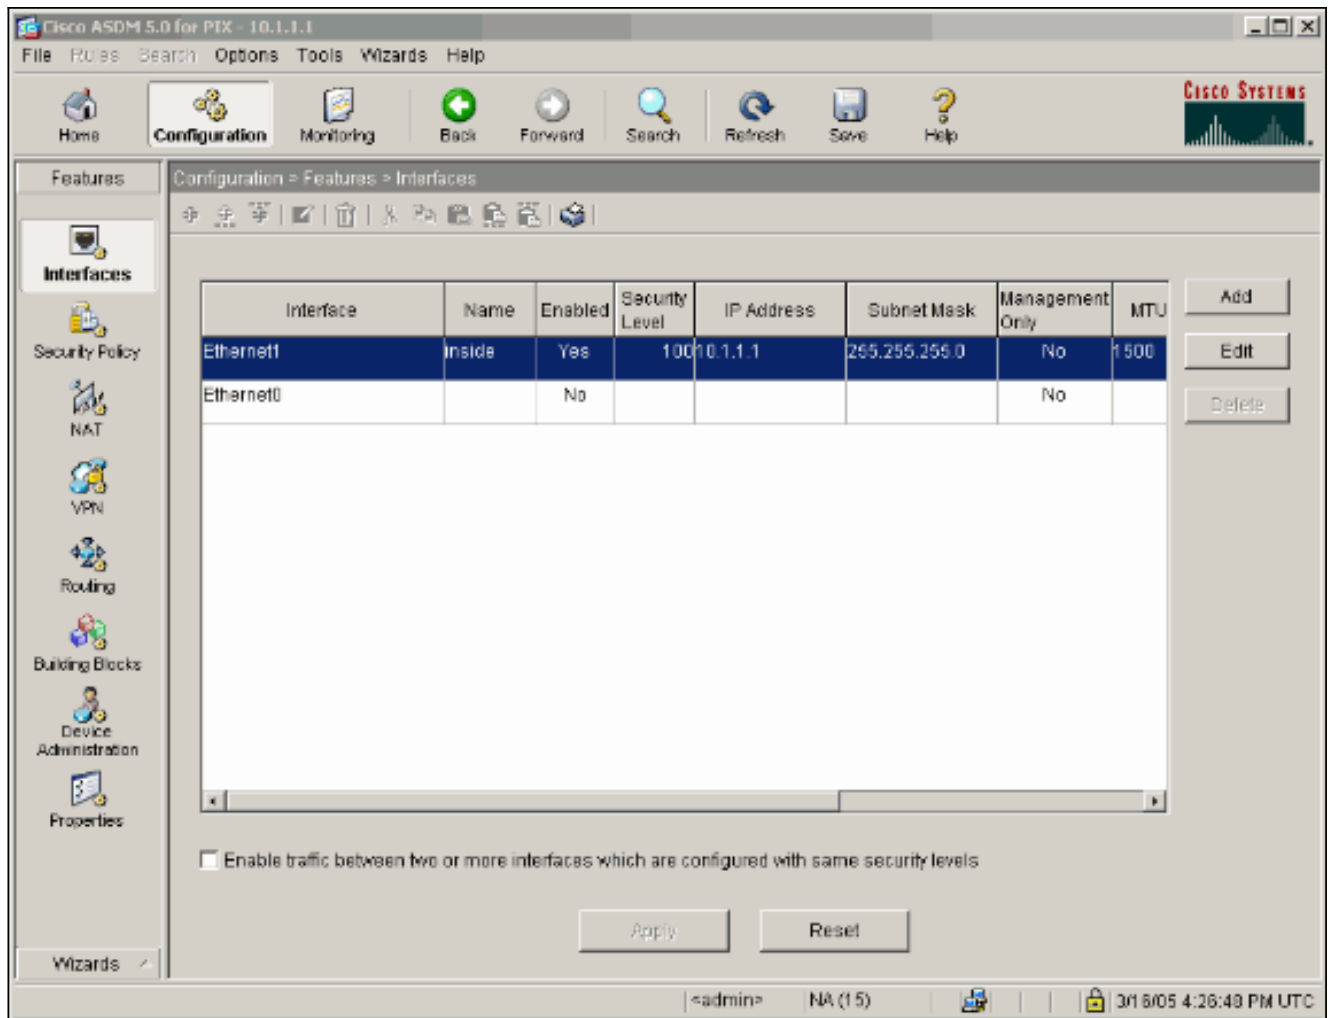 Cisco ASDM 5.0 for PIX - 10.1.1.1
File Rules Search Options Tools Wizards Help
Home Configuration Monitoring Back Forward Search Refresh Save Help
CISCO SYSTEMS
Features
Configuration > Features > Interfaces
Interfaces
Security Policy
NAT
VPN
Routing
Building Blocks
Device
Administration
Properties
Wizards
Interface Name Enabled Security Level IP Address Subnet Mask Management Only MTU
Ethernet1 inside Yes 100 10.1.1.1 255.255.255.0 No 1500
Ethernet0 No No
Add
Edit
Delete
Enable traffic between two or more interfaces which are configured with same security levels
Apply Reset
<admin> NA (15) 3/16/05 4:26:48 PM UTC